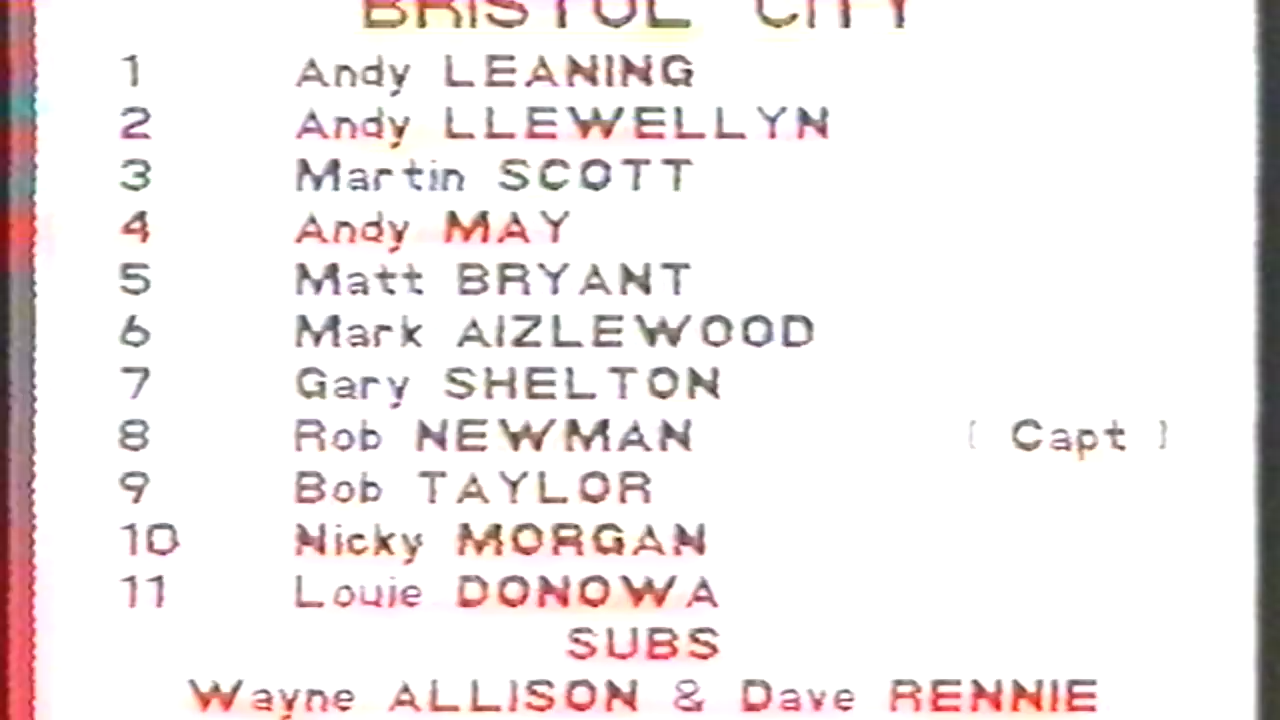 BRISTOL CITY
1 Andy LEANING
2 Andy LLEWELLYN
3 Martin SCOTT
4 Andy MAY
5 Matt BRYANT
6 Mark AIZLEWOOD
7 Gary SHELTON
8 Rob NEWMAN ( Capt )
9 Bob TAYLOR
10 Nicky MORGAN
11 Louie DONOWA
SUBS
Wayne ALLISON & Dave RENNIE